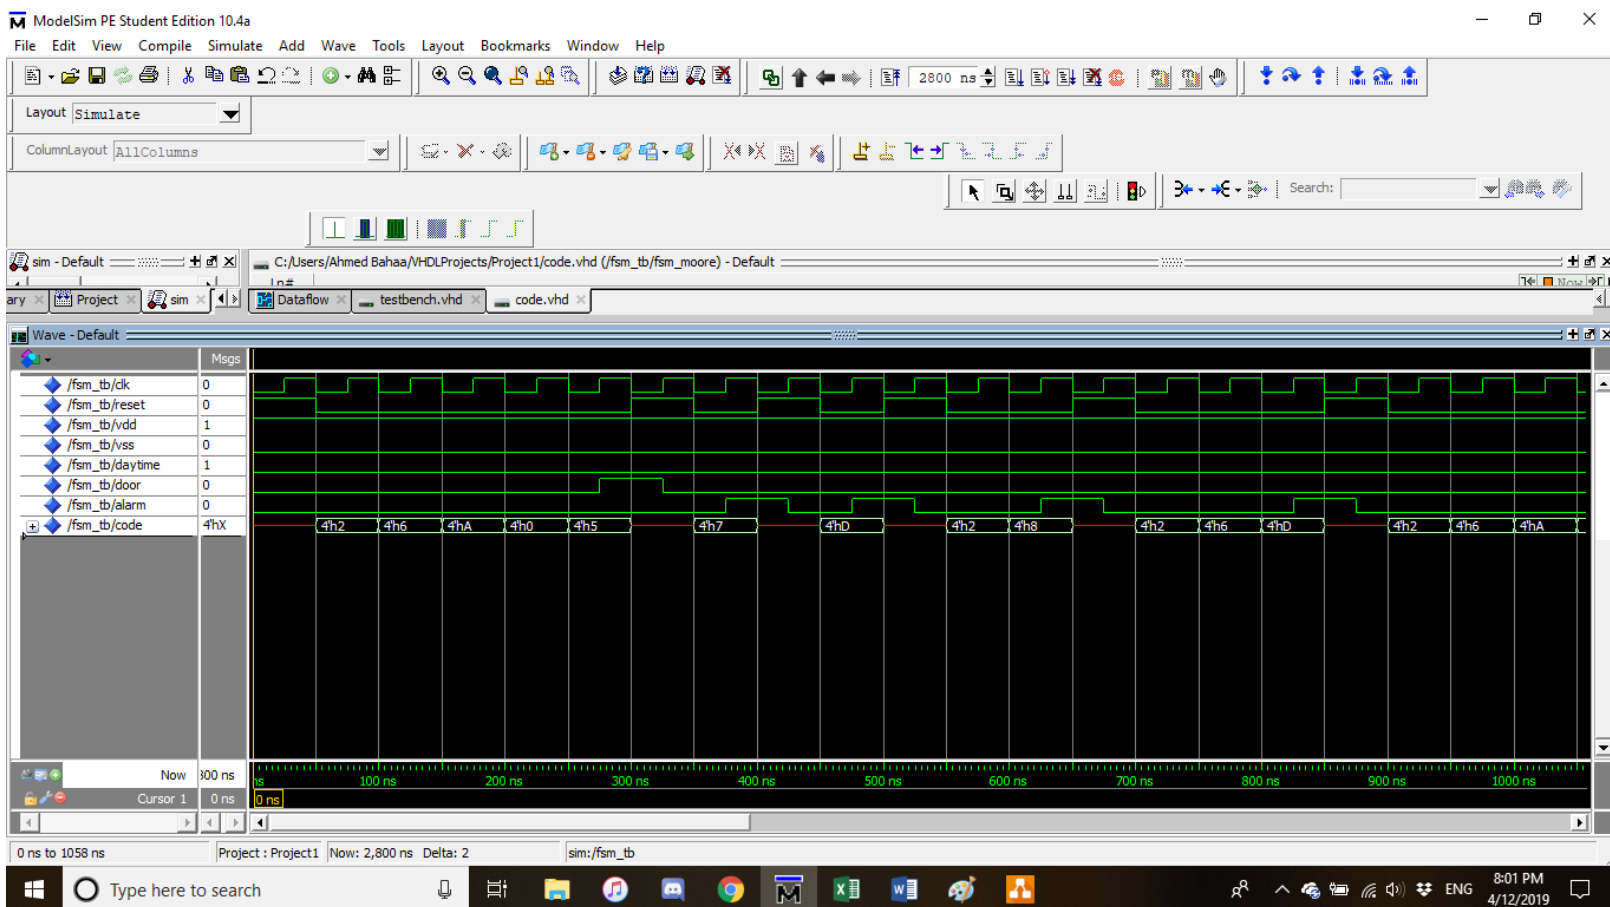 ModelSim PE Student Edition 10.4a
File Edit View Compile Simulate Add Wave Tools Layout Bookmarks Window Help
2800 ns
Layout Simulate
ColumnLayout AllColumns
Search:
sim - Default
C:/Users/Ahmed Bahaa/VHDLProjects/Project1/code.vhd (/fsm_tb/fsm_moore) - Default
Ln#
Now
ary Project sim Dataflow testbench.vhd code.vhd
Wave - Default
Msgs
/fsm_tb/clk 0
/fsm_tb/reset 0
/fsm_tb/vdd 1
/fsm_tb/vss 0
/fsm_tb/daytime 1
/fsm_tb/door 0
/fsm_tb/alarm 0
/fsm_tb/code 4'hX 4'h2 4'h6 4'hA 4'h0 4'h5 4'h7 4'hD 4'h2 4'h8 4'h2 4'h6 4'hD 4'h2 4'h6 4'hA
Now 300 ns ns 100 ns 200 ns 300 ns 400 ns 500 ns 600 ns 700 ns 800 ns 900 ns 1000 ns
Cursor 1 0 ns 0 ns
0 ns to 1058 ns Project : Project1 Now: 2,800 ns Delta: 2 sim:/fsm_tb
Type here to search
ENG
8:01 PM
4/12/2019